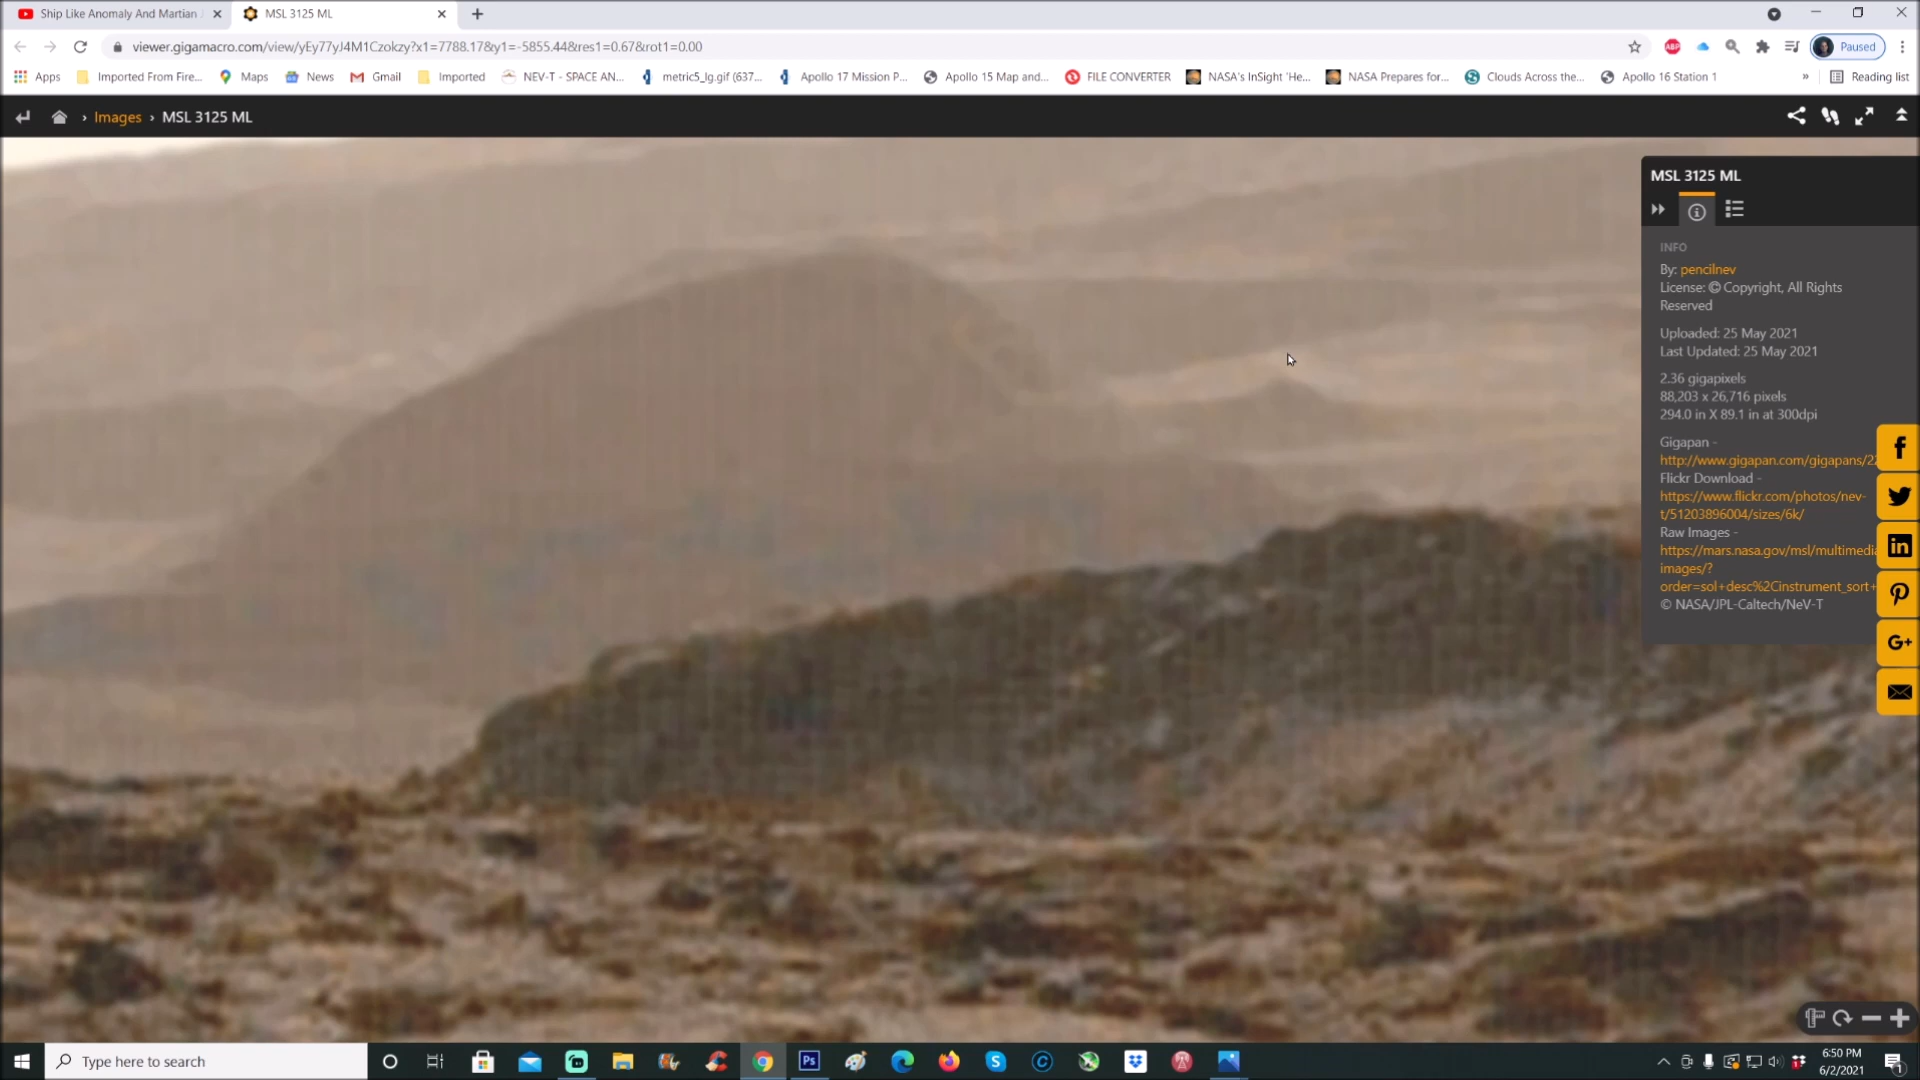 Ship Like Anomaly And Martian
MSL 3125 ML
viewer.gigamacro.com/view/yEy77yJ4M1Czokzy?x1=7788.17&y1=-5855.44&res1=0.67&rot1=0.00
ABP
Paused
Apps
Imported From Fire...
Maps
News
Gmail
Imported
NEV-T - SPACE AN...
metric5_lg.gif (637...
Apollo 17 Mission P...
Apollo 15 Map and...
FILE CONVERTER
NASA's InSight 'He...
NASA Prepares for...
Clouds Across the...
Apollo 16 Station 1
»
Reading list
› Images › MSL 3125 ML
MSL 3125 ML
INFO
By: pencilnev
License: © Copyright, All Rights
Reserved
Uploaded: 25 May 2021
Last Updated: 25 May 2021
2.36 gigapixels
88,203 x 26,716 pixels
294.0 in X 89.1 in at 300dpi
Gigapan -
http://www.gigapan.com/gigapans/22
Flickr Download -
https://www.flickr.com/photos/nev-
t/51203896004/sizes/6k/
Raw Images -
https://mars.nasa.gov/msl/multimedia
images/?
order=sol+desc%2Cinstrument_sort+
© NASA/JPL-Caltech/NeV-T
f
in
G+
Type here to search
Ps
S
6:50 PM
6/2/2021
1